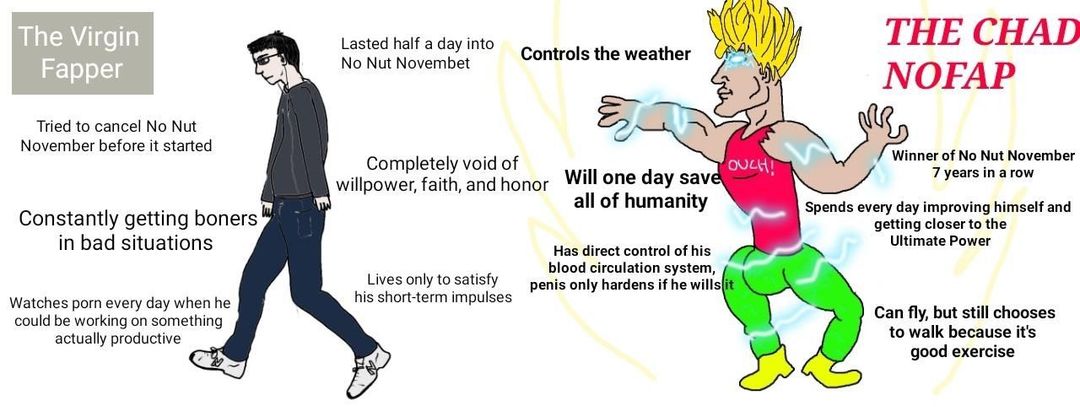 The Virgin
Fapper
Lasted half a day into
No Nut Novembet
Tried to cancel No Nut
November before it started
Completely void of
willpower, faith, and honor
Constantly getting boners
in bad situations
Lives only to satisfy
his short-term impulses
Watches porn every day when he
could be working on something
actually productive
THE CHAD
NOFAP
Controls the weather
OUCH!
Winner of No Nut November
7 years in a row
Will one day save
all of humanity
Spends every day improving himself and
getting closer to the
Ultimate Power
Has direct control of his
blood circulation system,
penis only hardens if he wills it
Can fly, but still chooses
to walk because it's
good exercise